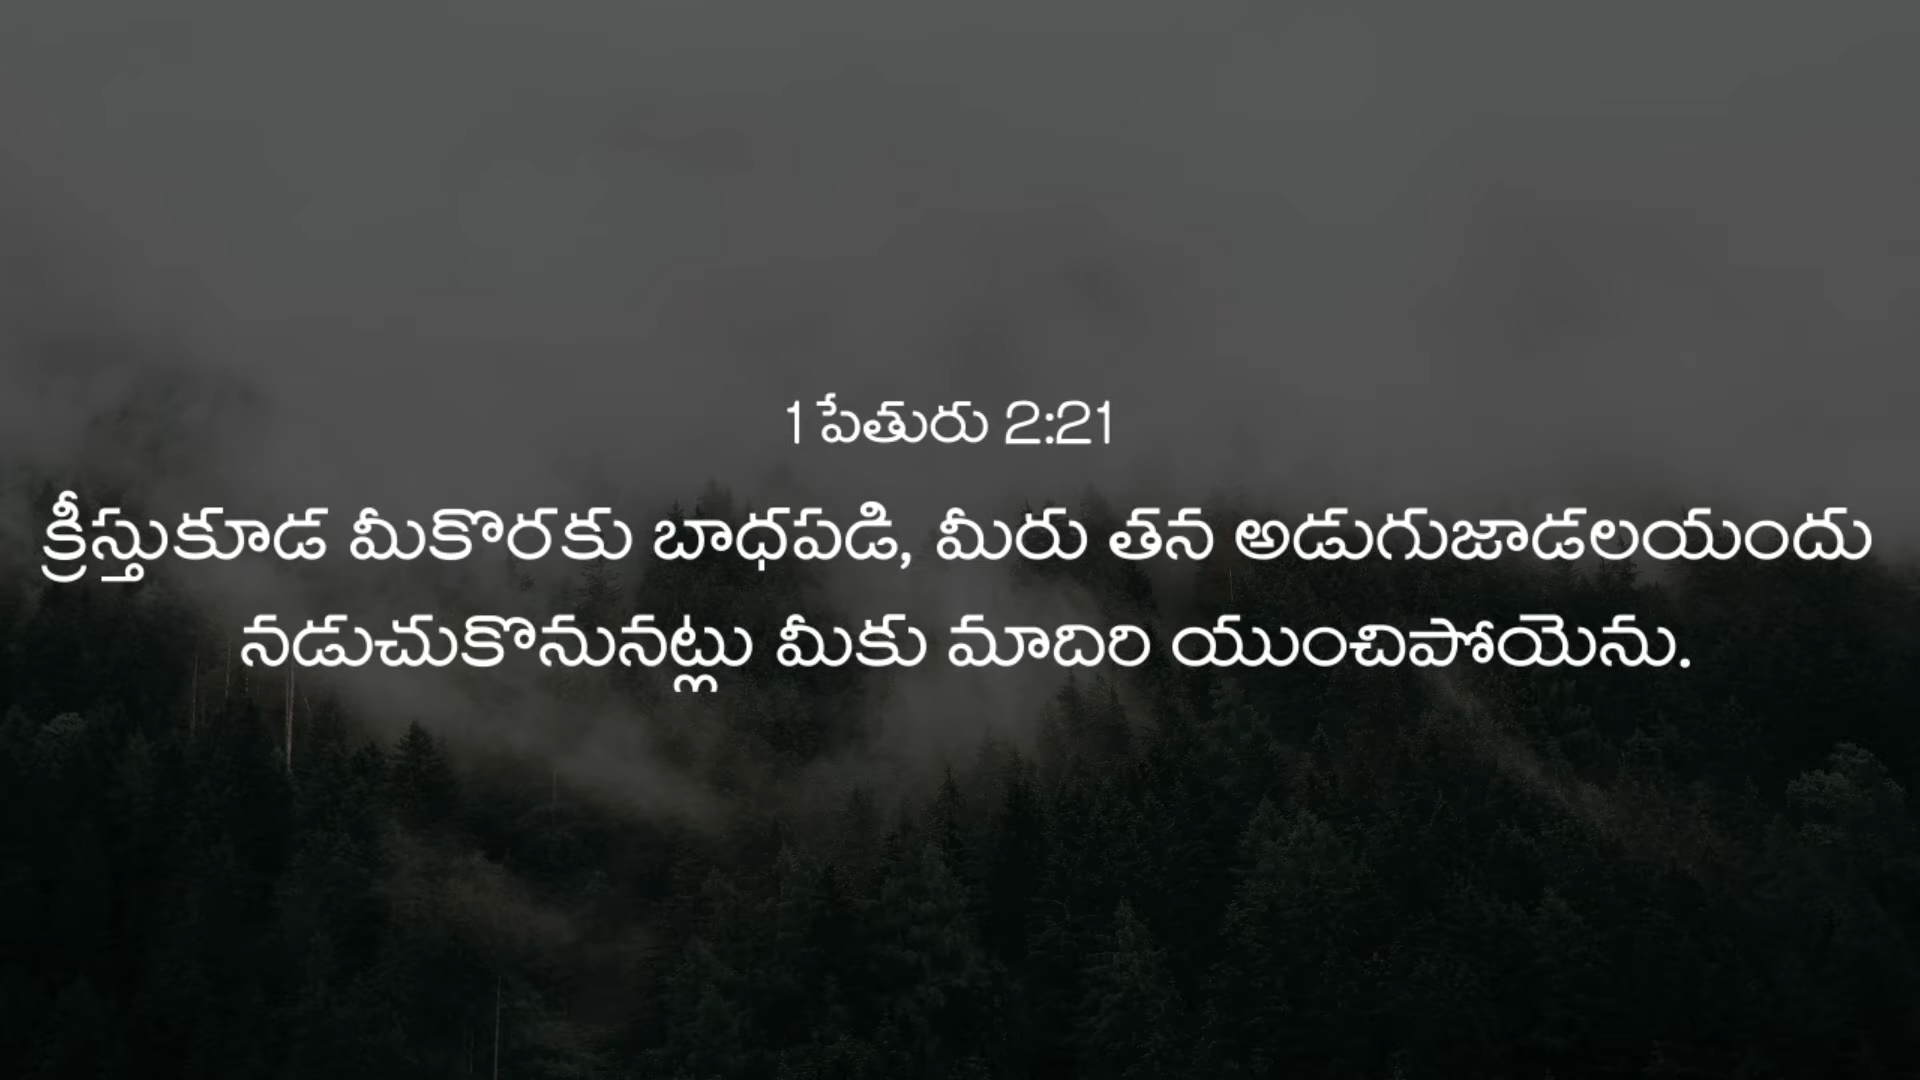 1 పేతురు 2:21
క్రీస్తుకూడ మీకొరకు బాధపడి, మీరు తన అడుగుజాడలయందు
నడుచుకొనునట్లు మీకు మాదిరి యుంచిపోయెను.